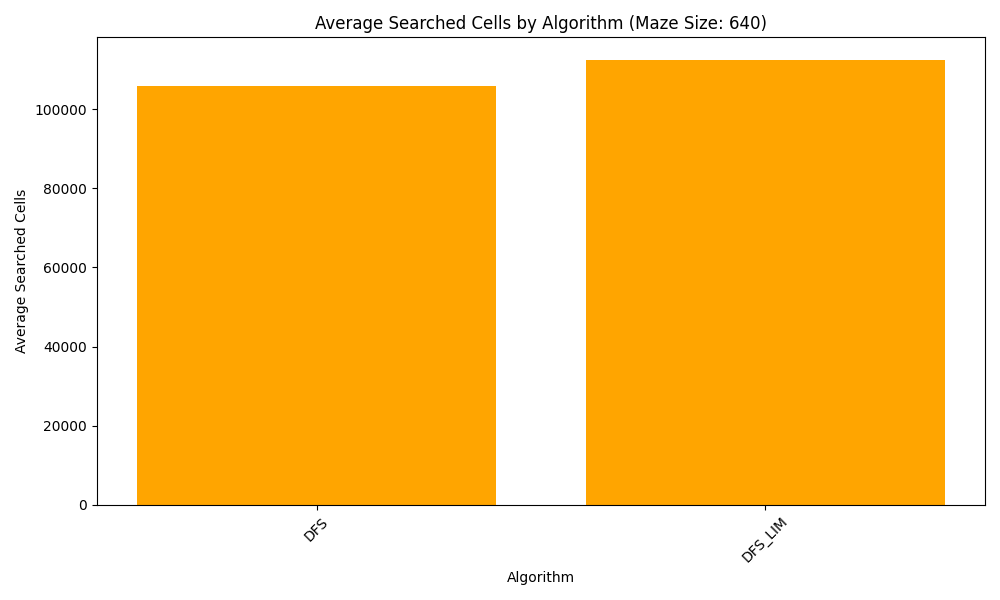 Average Searched Cells by Algorithm (Maze Size: 640)
Average Searched Cells
100000
80000
60000
40000
20000
0
DFS
DFS_LIM
Algorithm